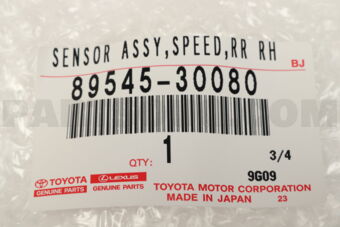 SENSOR ASSY,SPEED,RR RH
BJ
89545-30080
QTY: 1
3/4
9G09
TOYOTA LEXUS
GENUINE PARTS GENUINE PARTS
TOYOTA MOTOR CORPORATION
MADE IN JAPAN 23